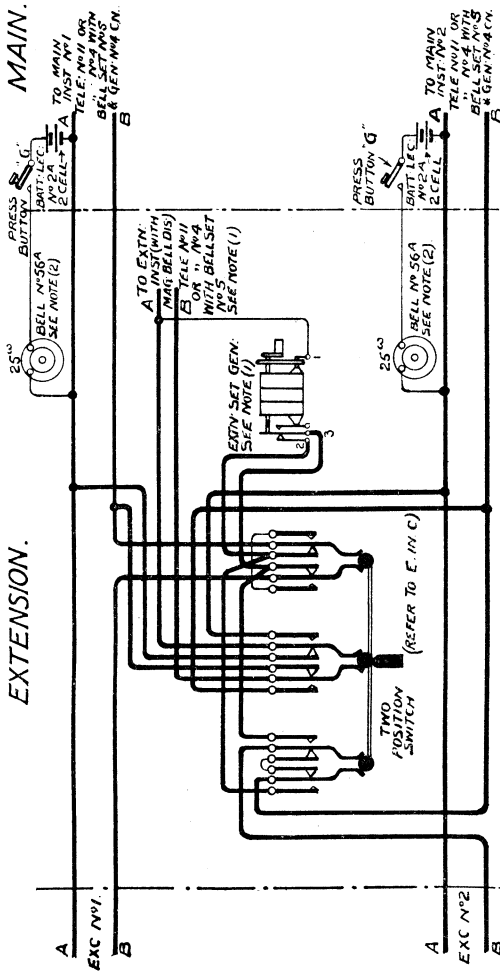 MAIN.
EXTENSION.
PRESS
BUTTON
"G"
BATT: LEC:
Nº 2A
2 CELL
A
TO MAIN
INST Nº 1
TELE: Nº 11 OR
" Nº 4 WITH
BELL SET Nº 5
& GEN: Nº 4 CN.
B
25ω
BELL Nº 56A
SEE NOTE (2)
TO EXTN:
A INST (WITH
MAG: BELL DIS)
B TELE Nº 11
OR " Nº 4
WITH BELL SET
Nº 5
SEE NOTE (1)
EXTN: SET GEN:
SEE NOTE (1)
1
2
3
(REFER TO E. IN. C)
TWO
POSITION
SWITCH
A
EXC Nº 1.
B
PRESS
BUTTON "G"
BATT LEC:
Nº 2A
2 CELL
A
TO MAIN
INST: Nº 2
TELE Nº 11 OR
" Nº 4 WITH
BELL SET Nº 5
& GEN: Nº 4 CN.
B
25ω
BELL Nº 56A
SEE NOTE (2)
A
EXC Nº 2
B